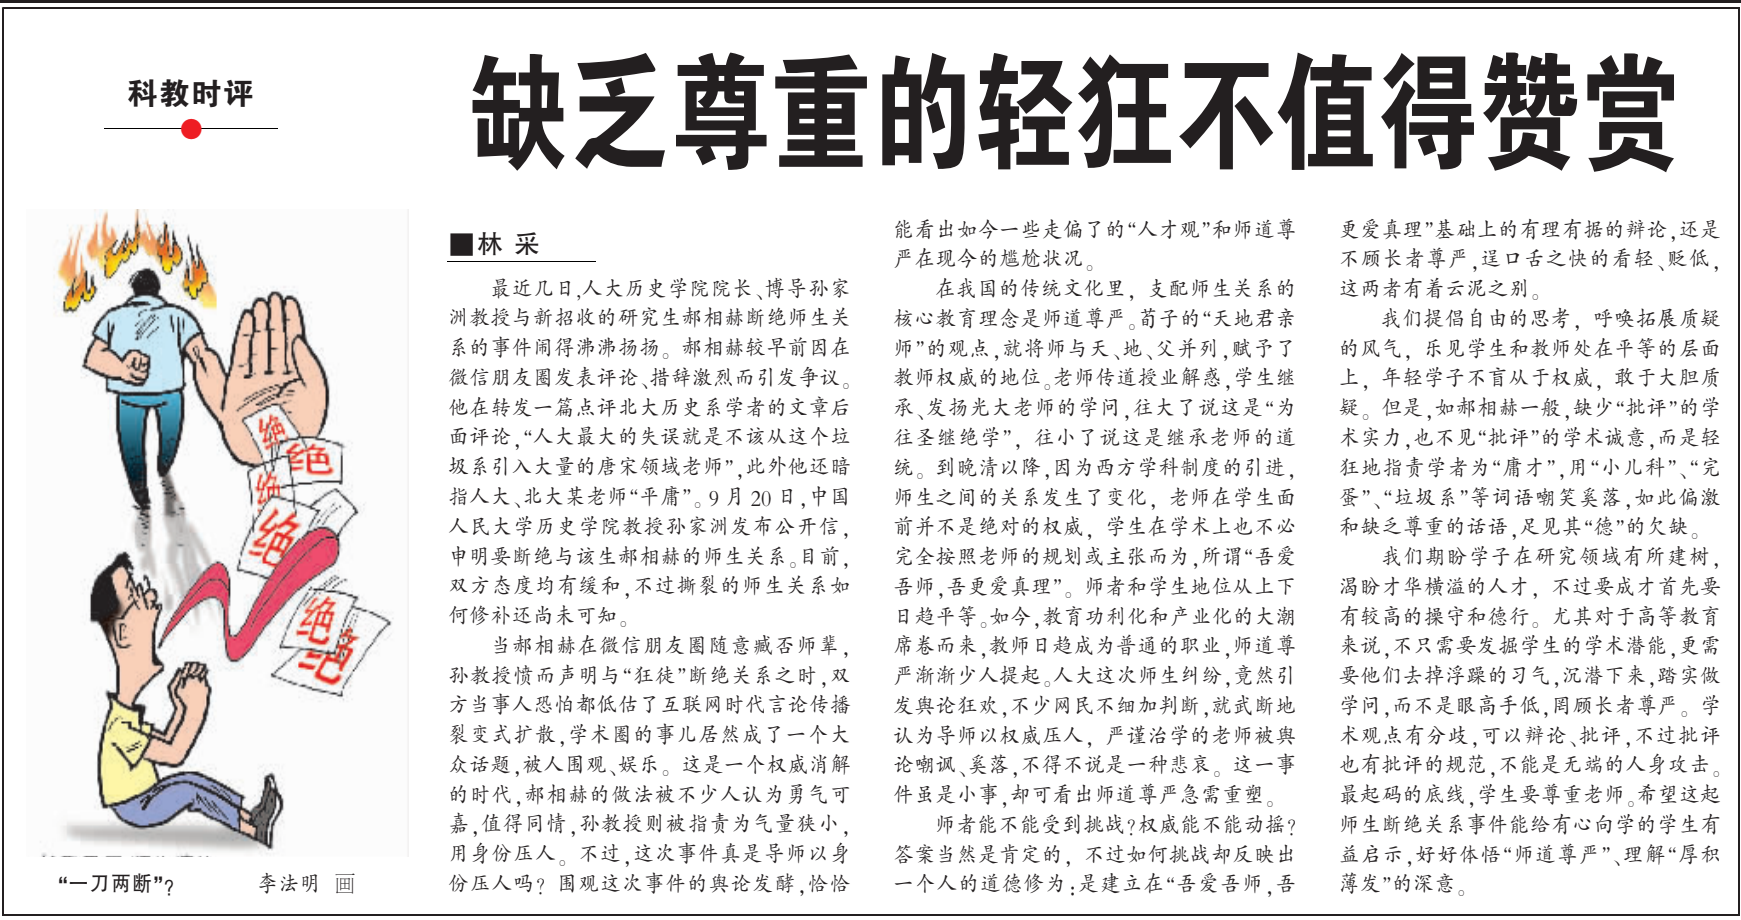 科教时评
缺乏尊重的轻狂不值得赞赏
绝
绝
绝
绝
绝
绝
“一刀两断”？ 李法明 画
■林 采
最近几日,人大历史学院院长、博导孙家
洲教授与新招收的研究生郝相赫断绝师生关
系的事件闹得沸沸扬扬。郝相赫较早前因在
微信朋友圈发表评论、措辞激烈而引发争议。
他在转发一篇点评北大历史系学者的文章后
面评论,“人大最大的失误就是不该从这个垃
圾系引入大量的唐宋领域老师”,此外他还暗
指人大、北大某老师“平庸”。9 月 20 日,中国
人民大学历史学院教授孙家洲发布公开信,
申明要断绝与该生郝相赫的师生关系。目前,
双方态度均有缓和,不过撕裂的师生关系如
何修补还尚未可知。
当郝相赫在微信朋友圈随意臧否师辈,
孙教授愤而声明与“狂徒”断绝关系之时,双
方当事人恐怕都低估了互联网时代言论传播
裂变式扩散,学术圈的事儿居然成了一个大
众话题,被人围观、娱乐。这是一个权威消解
的时代,郝相赫的做法被不少人认为勇气可
嘉,值得同情,孙教授则被指责为气量狭小,
用身份压人。不过,这次事件真是导师以身
份压人吗？围观这次事件的舆论发酵,恰恰
能看出如今一些走偏了的“人才观”和师道尊
严在现今的尴尬状况。
在我国的传统文化里，支配师生关系的
核心教育理念是师道尊严。荀子的“天地君亲
师”的观点,就将师与天、地、父并列,赋予了
教师权威的地位。老师传道授业解惑,学生继
承、发扬光大老师的学问,往大了说这是“为
往圣继绝学”，往小了说这是继承老师的道
统。到晚清以降,因为西方学科制度的引进,
师生之间的关系发生了变化，老师在学生面
前并不是绝对的权威，学生在学术上也不必
完全按照老师的规划或主张而为,所谓“吾爱
吾师,吾更爱真理”。师者和学生地位从上下
日趋平等。如今,教育功利化和产业化的大潮
席卷而来,教师日趋成为普通的职业,师道尊
严渐渐少人提起。人大这次师生纠纷,竟然引
发舆论狂欢,不少网民不细加判断,就武断地
认为导师以权威压人，严谨治学的老师被舆
论嘲讽、奚落,不得不说是一种悲哀。这一事
件虽是小事,却可看出师道尊严急需重塑。
师者能不能受到挑战？权威能不能动摇？
答案当然是肯定的，不过如何挑战却反映出
一个人的道德修为：是建立在“吾爱吾师,吾
更爱真理”基础上的有理有据的辩论,还是
不顾长者尊严,逞口舌之快的看轻、贬低,
这两者有着云泥之别。
我们提倡自由的思考，呼唤拓展质疑
的风气，乐见学生和教师处在平等的层面
上，年轻学子不盲从于权威，敢于大胆质
疑。但是,如郝相赫一般,缺少“批评”的学
术实力,也不见“批评”的学术诚意,而是轻
狂地指责学者为“庸才”,用“小儿科”、“完
蛋”、“垃圾系”等词语嘲笑奚落,如此偏激
和缺乏尊重的话语,足见其“德”的欠缺。
我们期盼学子在研究领域有所建树,
渴盼才华横溢的人才，不过要成才首先要
有较高的操守和德行。尤其对于高等教育
来说,不只需要发掘学生的学术潜能,更需
要他们去掉浮躁的习气,沉潜下来,踏实做
学问,而不是眼高手低,罔顾长者尊严。学
术观点有分歧,可以辩论、批评,不过批评
也有批评的规范,不能是无端的人身攻击。
最起码的底线,学生要尊重老师。希望这起
师生断绝关系事件能给有心向学的学生有
益启示,好好体悟“师道尊严”、理解“厚积
薄发”的深意。